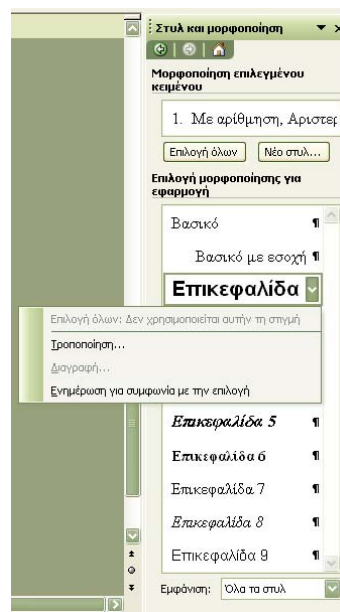 Στυλ και μορφοποίηση
Μορφοποίηση επιλεγμένου
κειμένου
1. Με αρίθμηση, Αριστερ
Επιλογή όλων Νέο στυλ...
Επιλογή μορφοποίησης για
εφαρμογή
Βασικό ¶
Βασικό με εσοχή ¶
Επικεφαλίδα
Επιλογή όλων: Δεν χρησιμοποιείται αυτήν τη στιγμή
Τροποποίηση...
Διαγραφή...
Ενημέρωση για συμφωνία με την επιλογή
Επικεφαλίδα 5 ¶
Επικεφαλίδα 6 ¶
Επικεφαλίδα 7 ¶
Επικεφαλίδα 8 ¶
Επικεφαλίδα 9 ¶
Εμφάνιση: Όλα τα στυλ